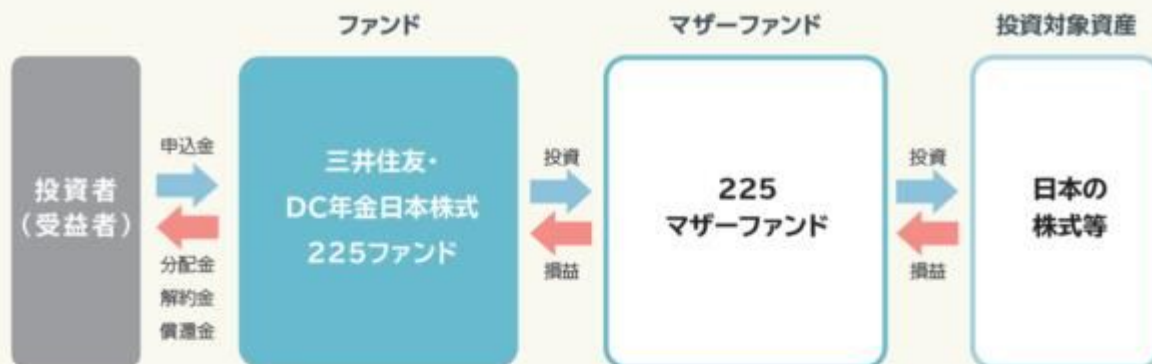 ファンド
マザーファンド
投資対象資産
投資者
（受益者）
申込金
分配金
解約金
償還金
三井住友・
DC年金日本株式
225ファンド
投資
損益
225
マザーファンド
投資
損益
日本の
株式等